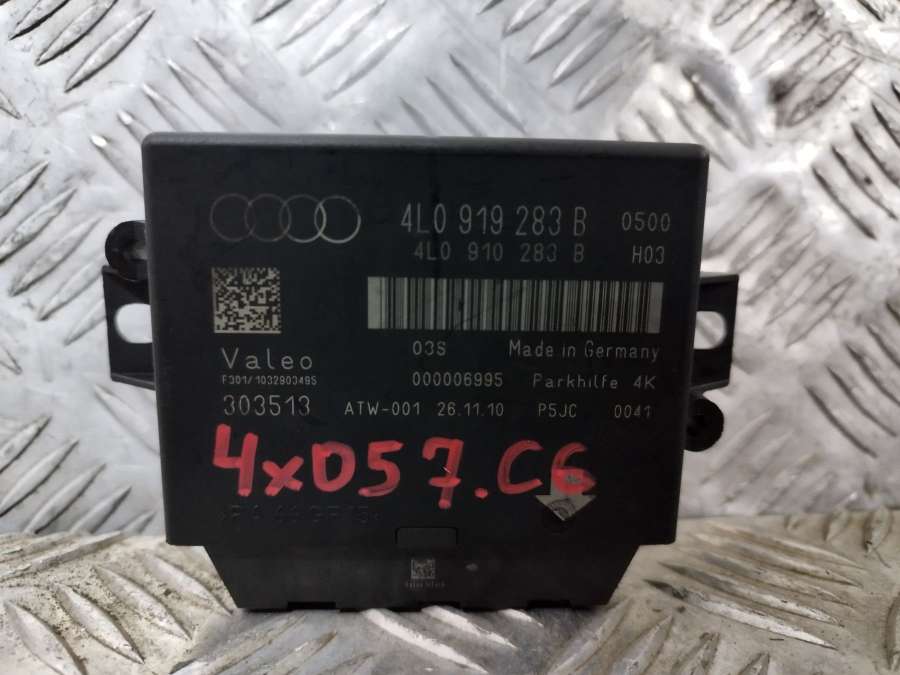 4L0 919 283 B 0500
4L0 910 283 B H03
Valeo 03S Made in Germany
F301/1032903495 000006995 Parkhilfe 4K
303513 ATW-001 26.11.10 P5JC 0041
4x057.C6